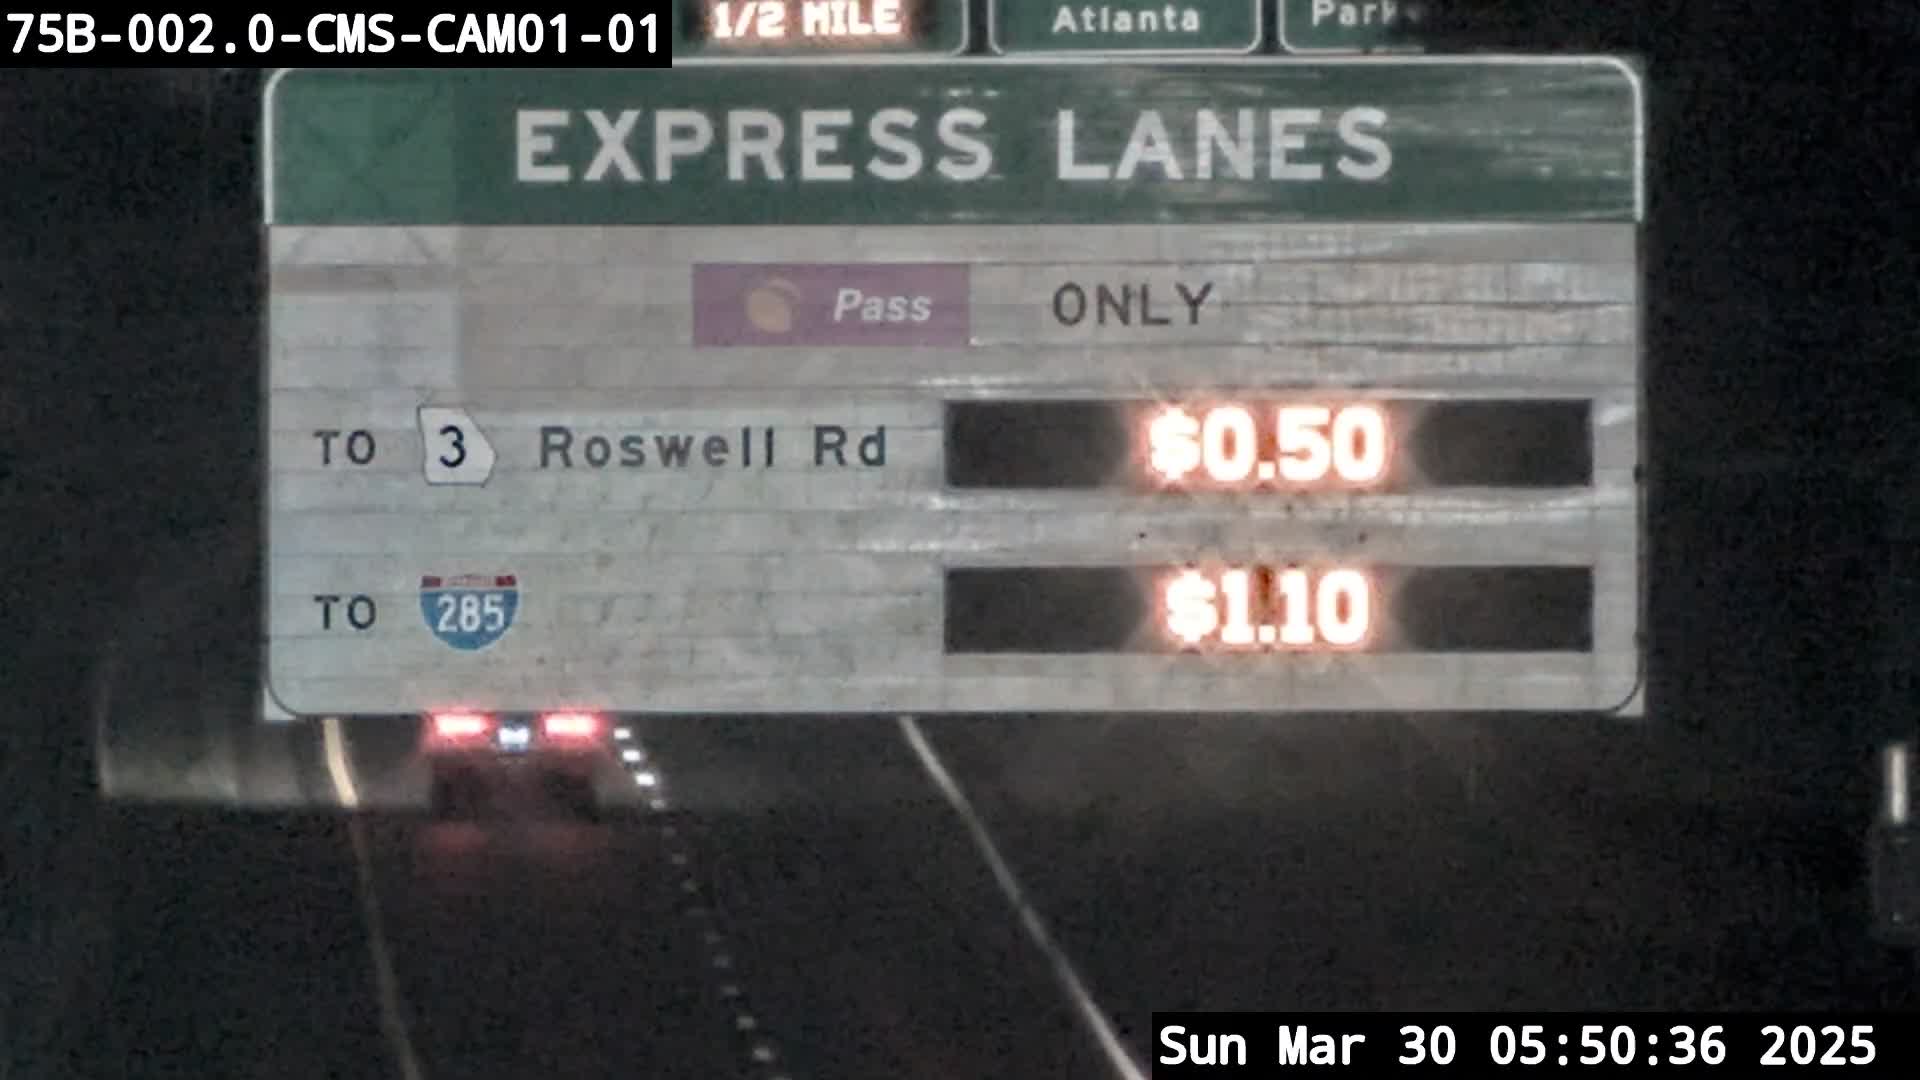 75B-002.0-CMS-CAM01-01
1/2 MILE
Atlanta
EXPRESS LANES
Pass ONLY
TO 3 Roswell Rd $0.50
TO 285 $1.10
Sun Mar 30 05:50:36 2025